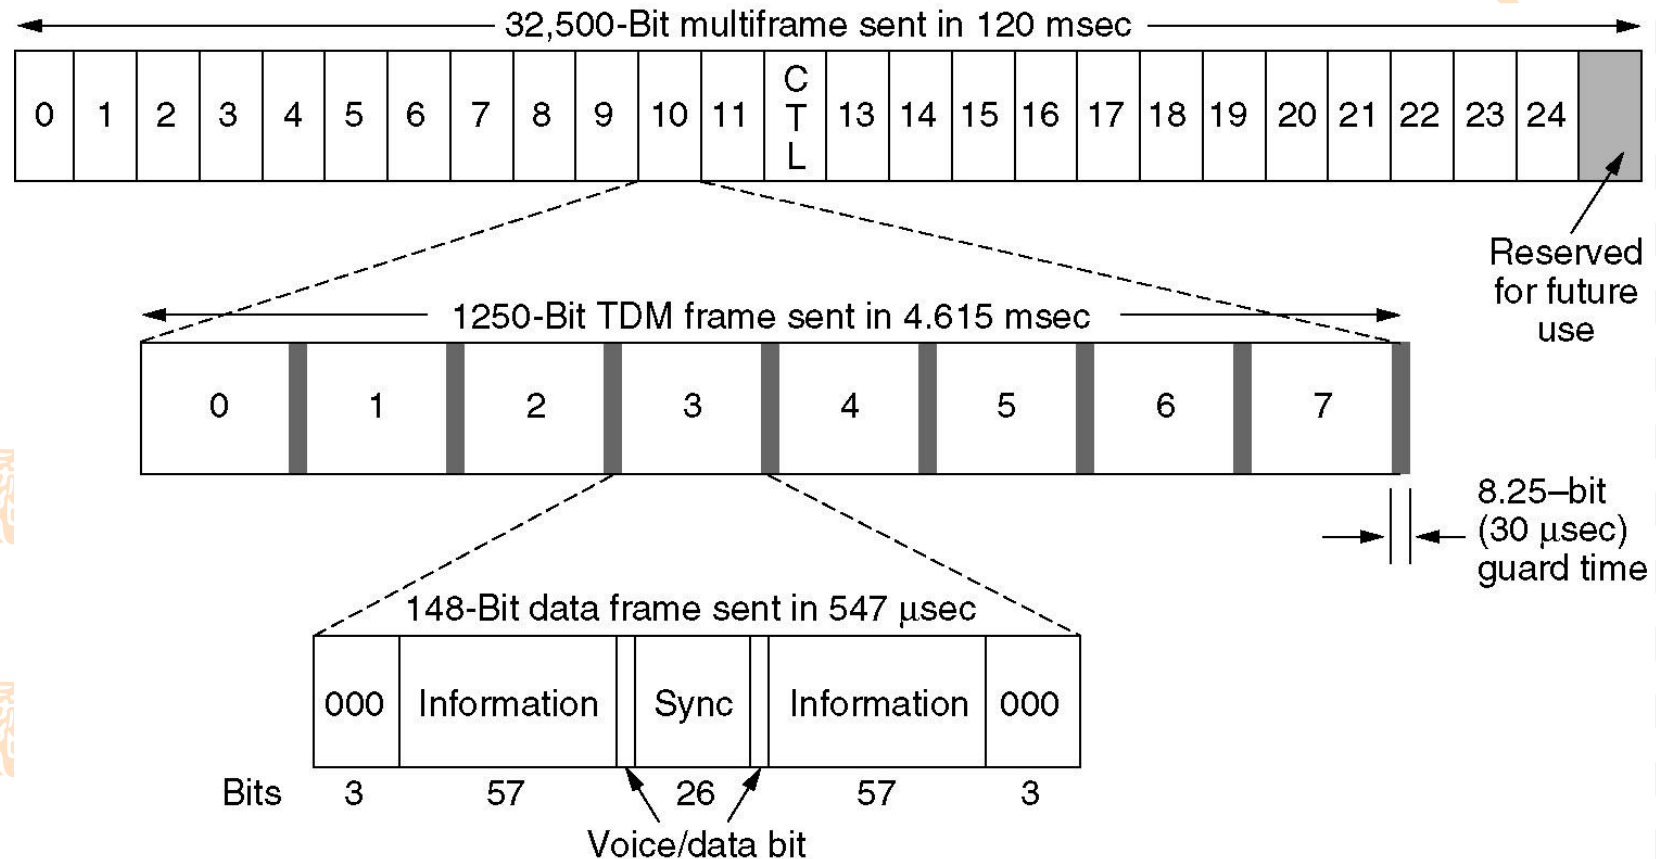 32,500-Bit multiframe sent in 120 msec
0 1 2 3 4 5 6 7 8 9 10 11 CTL 13 14 15 16 17 18 19 20 21 22 23 24
Reserved
for future
use
1250-Bit TDM frame sent in 4.615 msec
0 1 2 3 4 5 6 7
8.25–bit
(30 μsec)
guard time
148-Bit data frame sent in 547 μsec
000 Information Sync Information 000
Bits 3 57 26 57 3
Voice/data bit